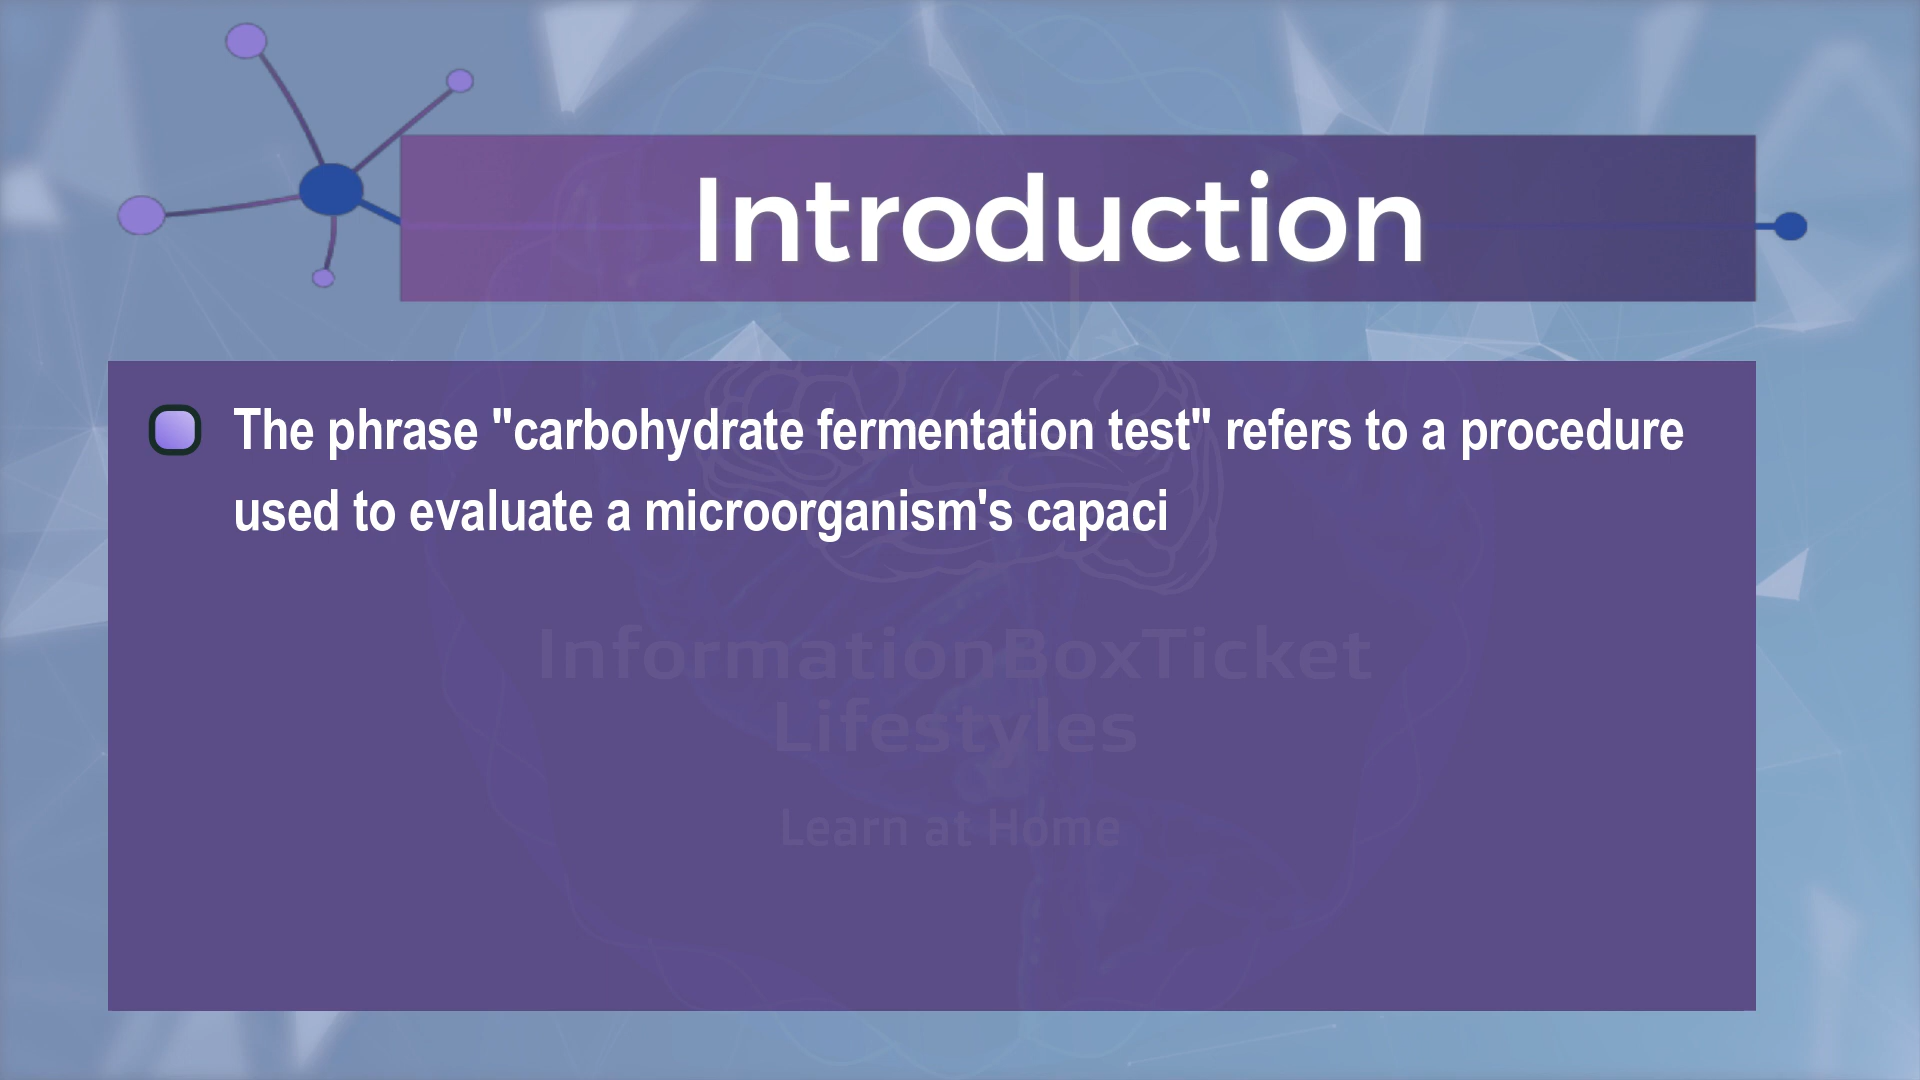 Introduction
The phrase "carbohydrate fermentation test" refers to a procedure
used to evaluate a microorganism's capaci
InformationBoxTicket
Lifestyles
Learn at Home